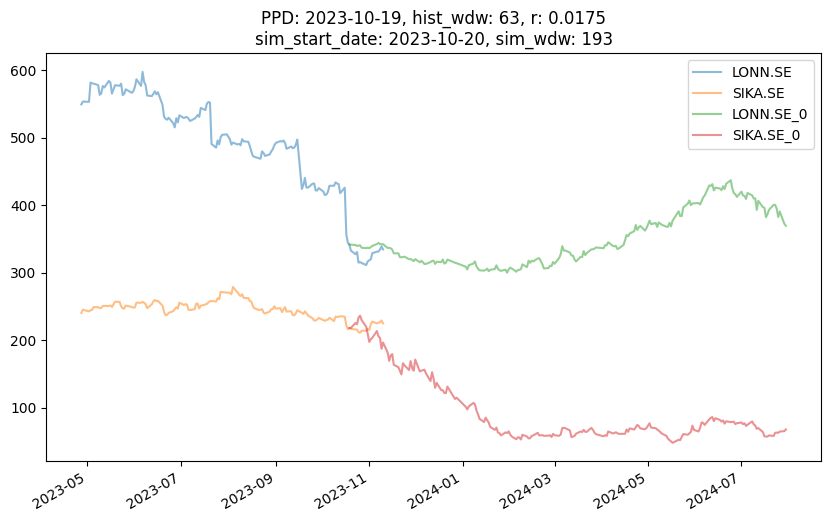 PPD: 2023-10-19, hist_wdw: 63, r: 0.0175
sim_start_date: 2023-10-20, sim_wdw: 193
LONN.SE
SIKA.SE
LONN.SE_0
SIKA.SE_0
600
500
400
300
200
100
2023-05
2023-07
2023-09
2023-11
2024-01
2024-03
2024-05
2024-07